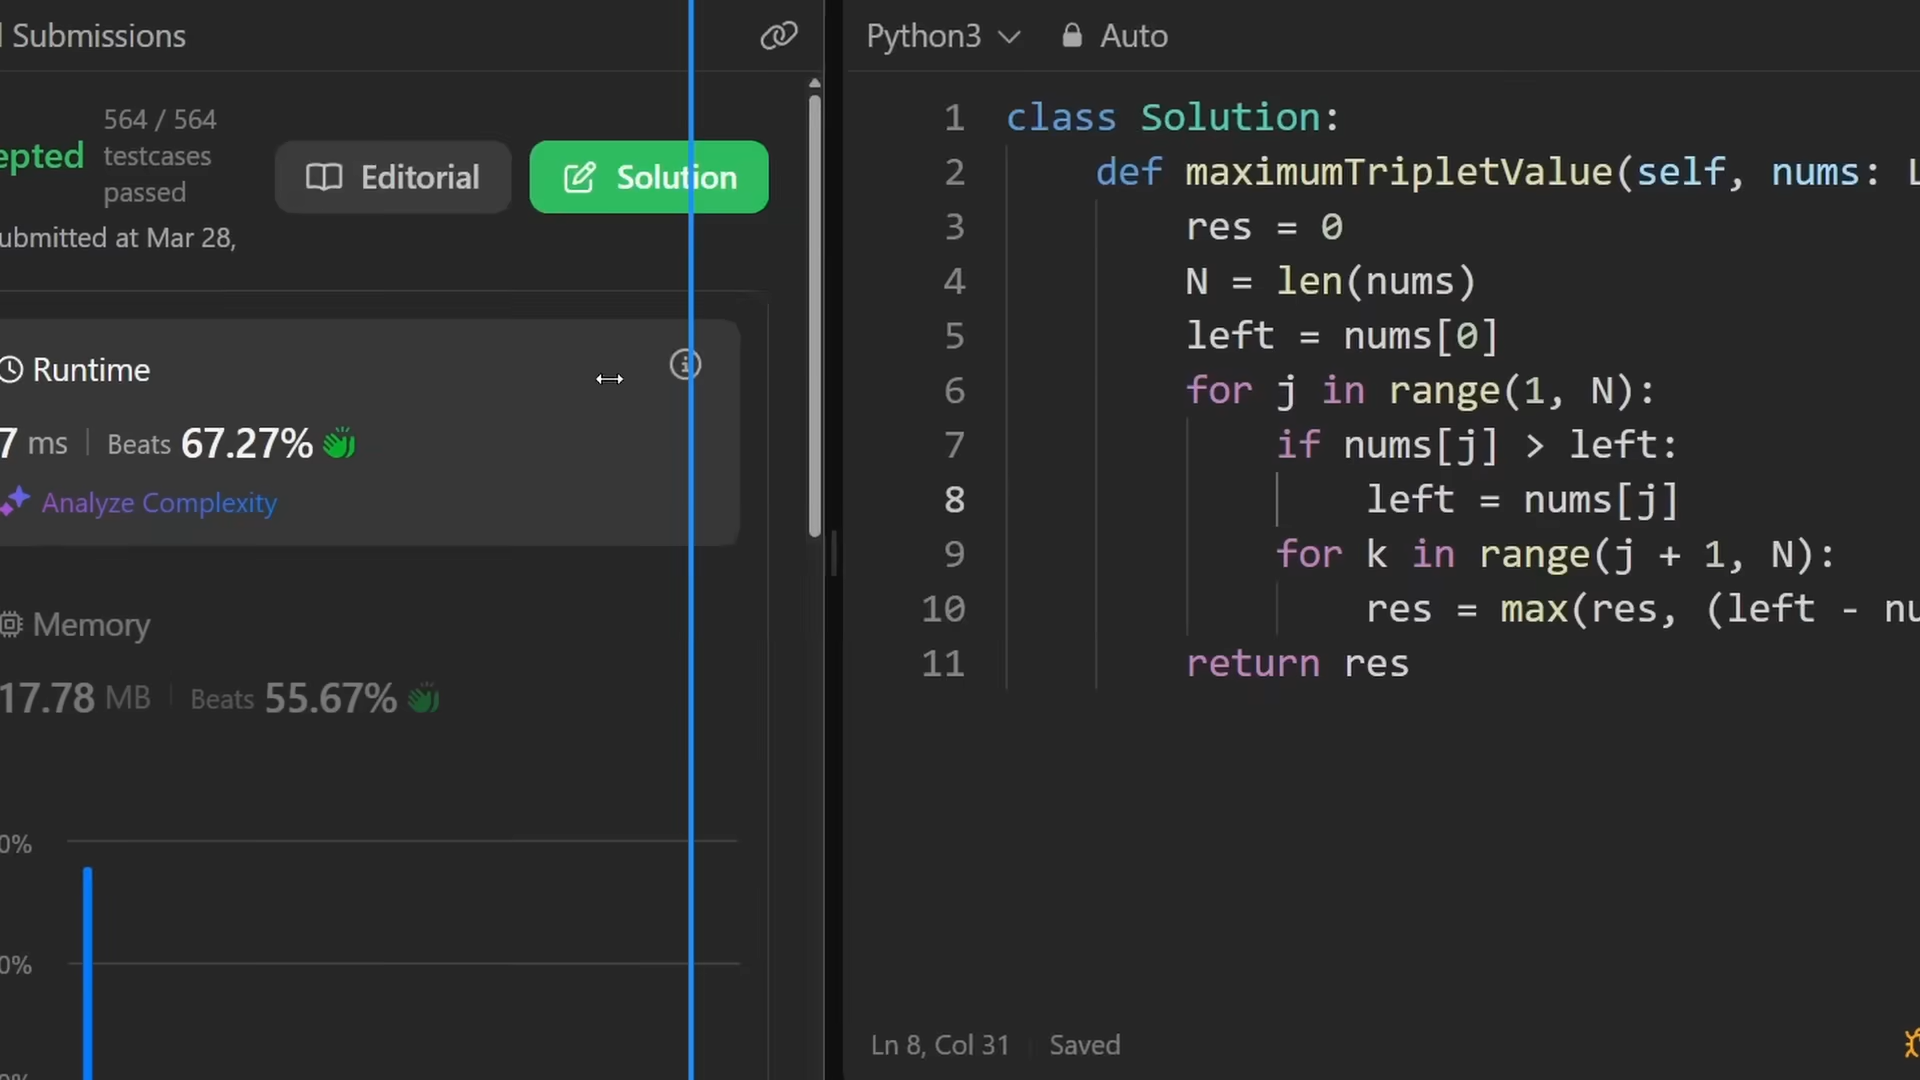 Submissions
epted
564 / 564
testcases
passed
Editorial
Solution
ubmitted at Mar 28,
Runtime
7 ms
Beats 67.27%
Analyze Complexity
Memory
17.78 MB
Beats 55.67%
0%
0%
Python3
Auto
1 class Solution:
2 def maximumTripletValue(self, nums: L
3 res = 0
4 N = len(nums)
5 left = nums[0]
6 for j in range(1, N):
7 if nums[j] > left:
8 left = nums[j]
9 for k in range(j + 1, N):
10 res = max(res, (left - nu
11 return res
Ln 8, Col 31
Saved